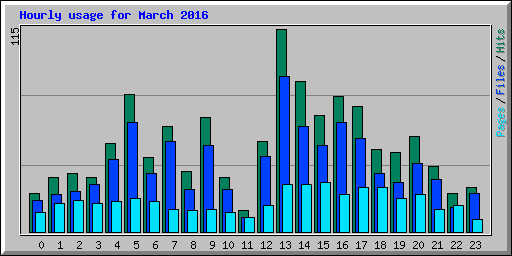 Hourly usage for March 2016
115
Pages/Files/Hits
0 1 2 3 4 5 6 7 8 9 10 11 12 13 14 15 16 17 18 19 20 21 22 23